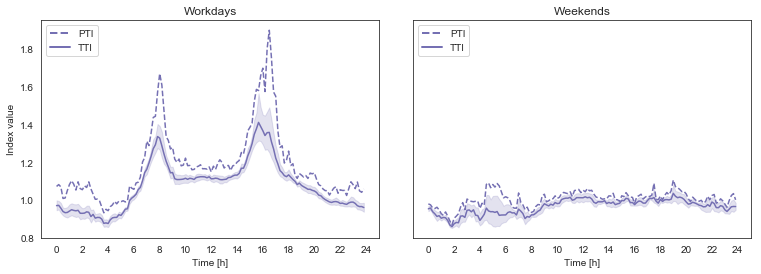 Workdays
PTI
TTI
Index value
1.8
1.6
1.4
1.2
1.0
0.8
0 2 4 6 8 10 12 14 16 18 20 22 24
Time [h]
Weekends
PTI
TTI
0 2 4 6 8 10 12 14 16 18 20 22 24
Time [h]